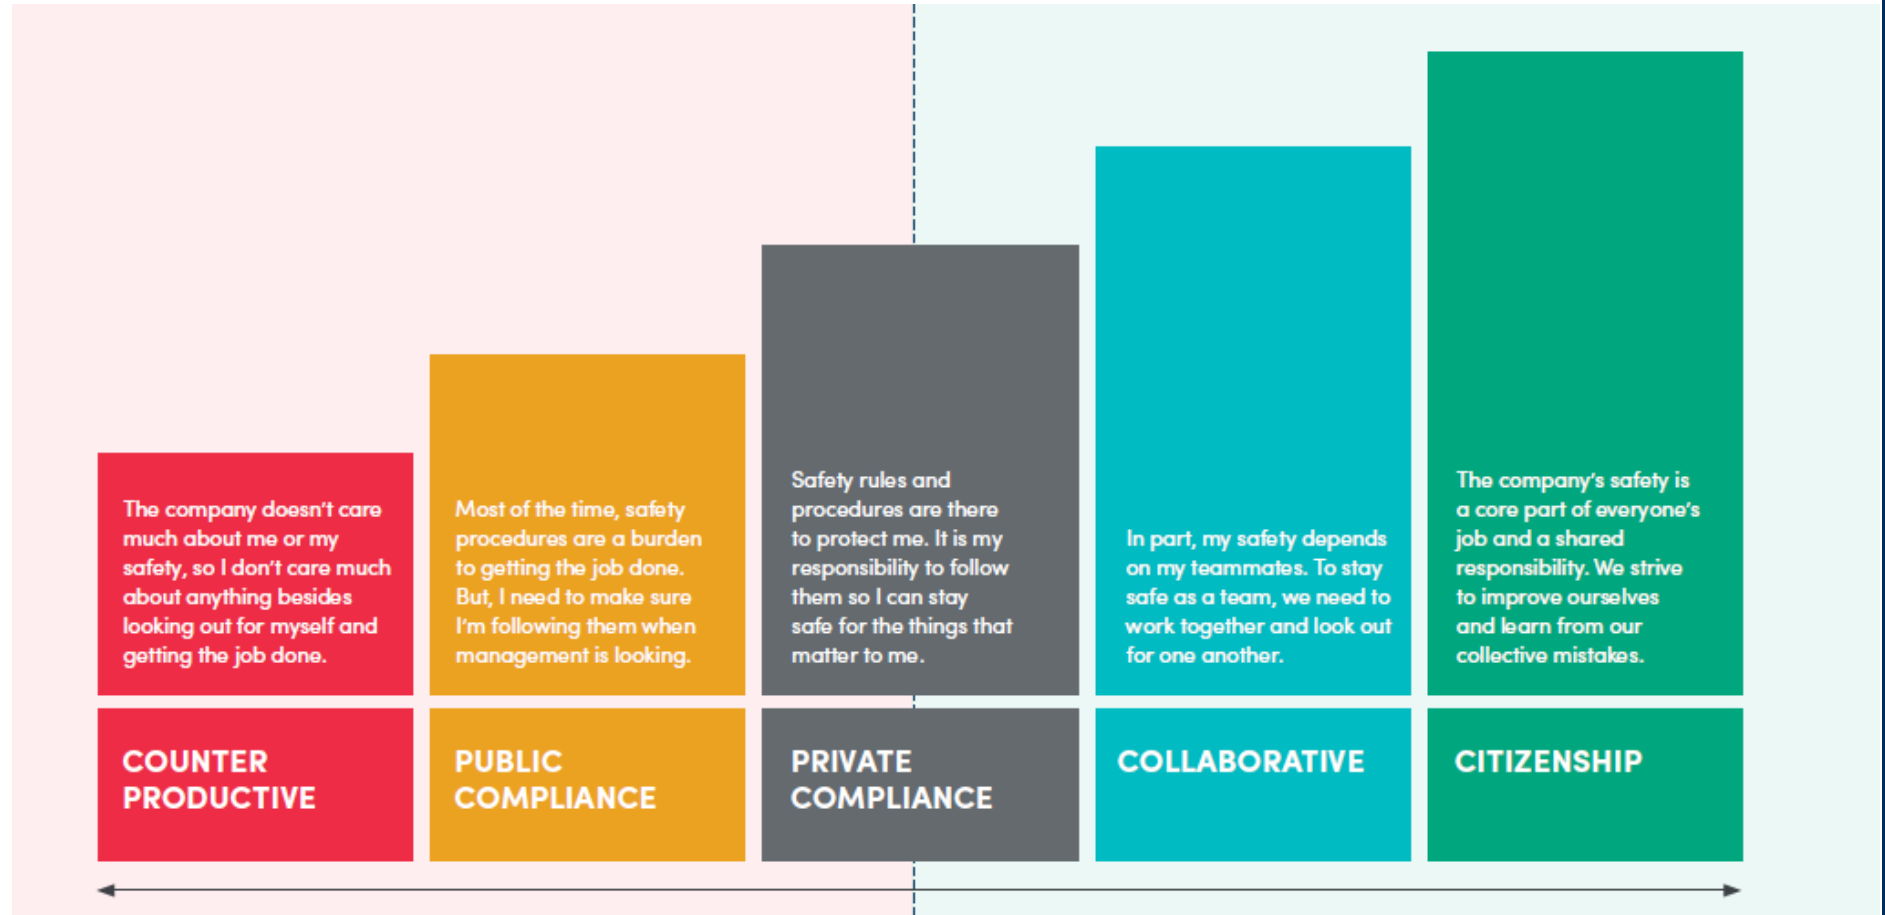 The company doesn't care
much about me or my
safety, so I don't care much
about anything besides
looking out for myself and
getting the job done.
COUNTER
PRODUCTIVE
Most of the time, safety
procedures are a burden
to getting the job done.
But, I need to make sure
I'm following them when
management is looking.
PUBLIC
COMPLIANCE
Safety rules and
procedures are there
to protect me. It is my
responsibility to follow
them so I can stay
safe for the things that
matter to me.
PRIVATE
COMPLIANCE
In part, my safety depends
on my teammates. To stay
safe as a team, we need to
work together and look out
for one another.
COLLABORATIVE
The company's safety is
a core part of everyone's
job and a shared
responsibility. We strive
to improve ourselves
and learn from our
collective mistakes.
CITIZENSHIP